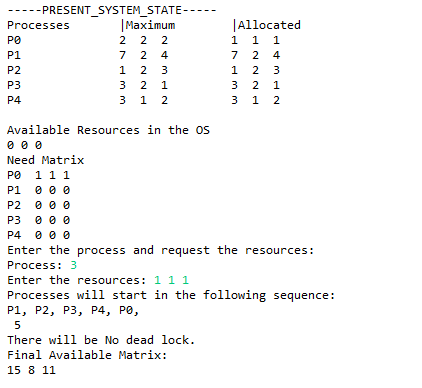 -----PRESENT_SYSTEM_STATE-----
Processes |Maximum |Allocated
P0 2 2 2 1 1 1
P1 7 2 4 7 2 4
P2 1 2 3 1 2 3
P3 3 2 1 3 2 1
P4 3 1 2 3 1 2
Available Resources in the OS
0 0 0
Need Matrix
P0 1 1 1
P1 0 0 0
P2 0 0 0
P3 0 0 0
P4 0 0 0
Enter the process and request the resources:
Process: 3
Enter the resources: 1 1 1
Processes will start in the following sequence:
P1, P2, P3, P4, P0,
5
There will be No dead lock.
Final Available Matrix:
15 8 11